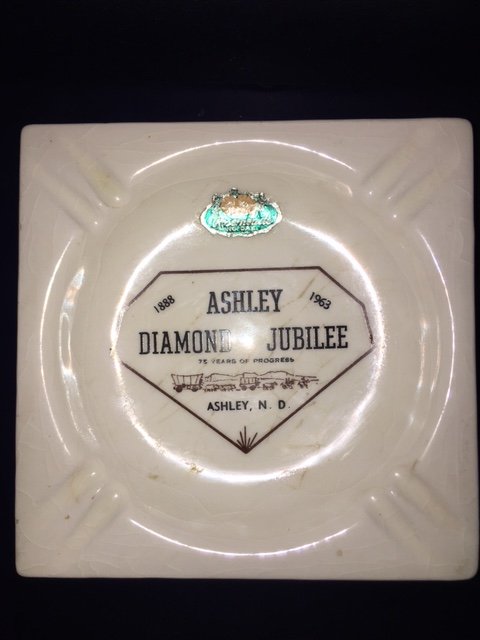 1888 ASHLEY 1963
DIAMOND JUBILEE
75 YEARS OF PROGRESS
ASHLEY, N. D.